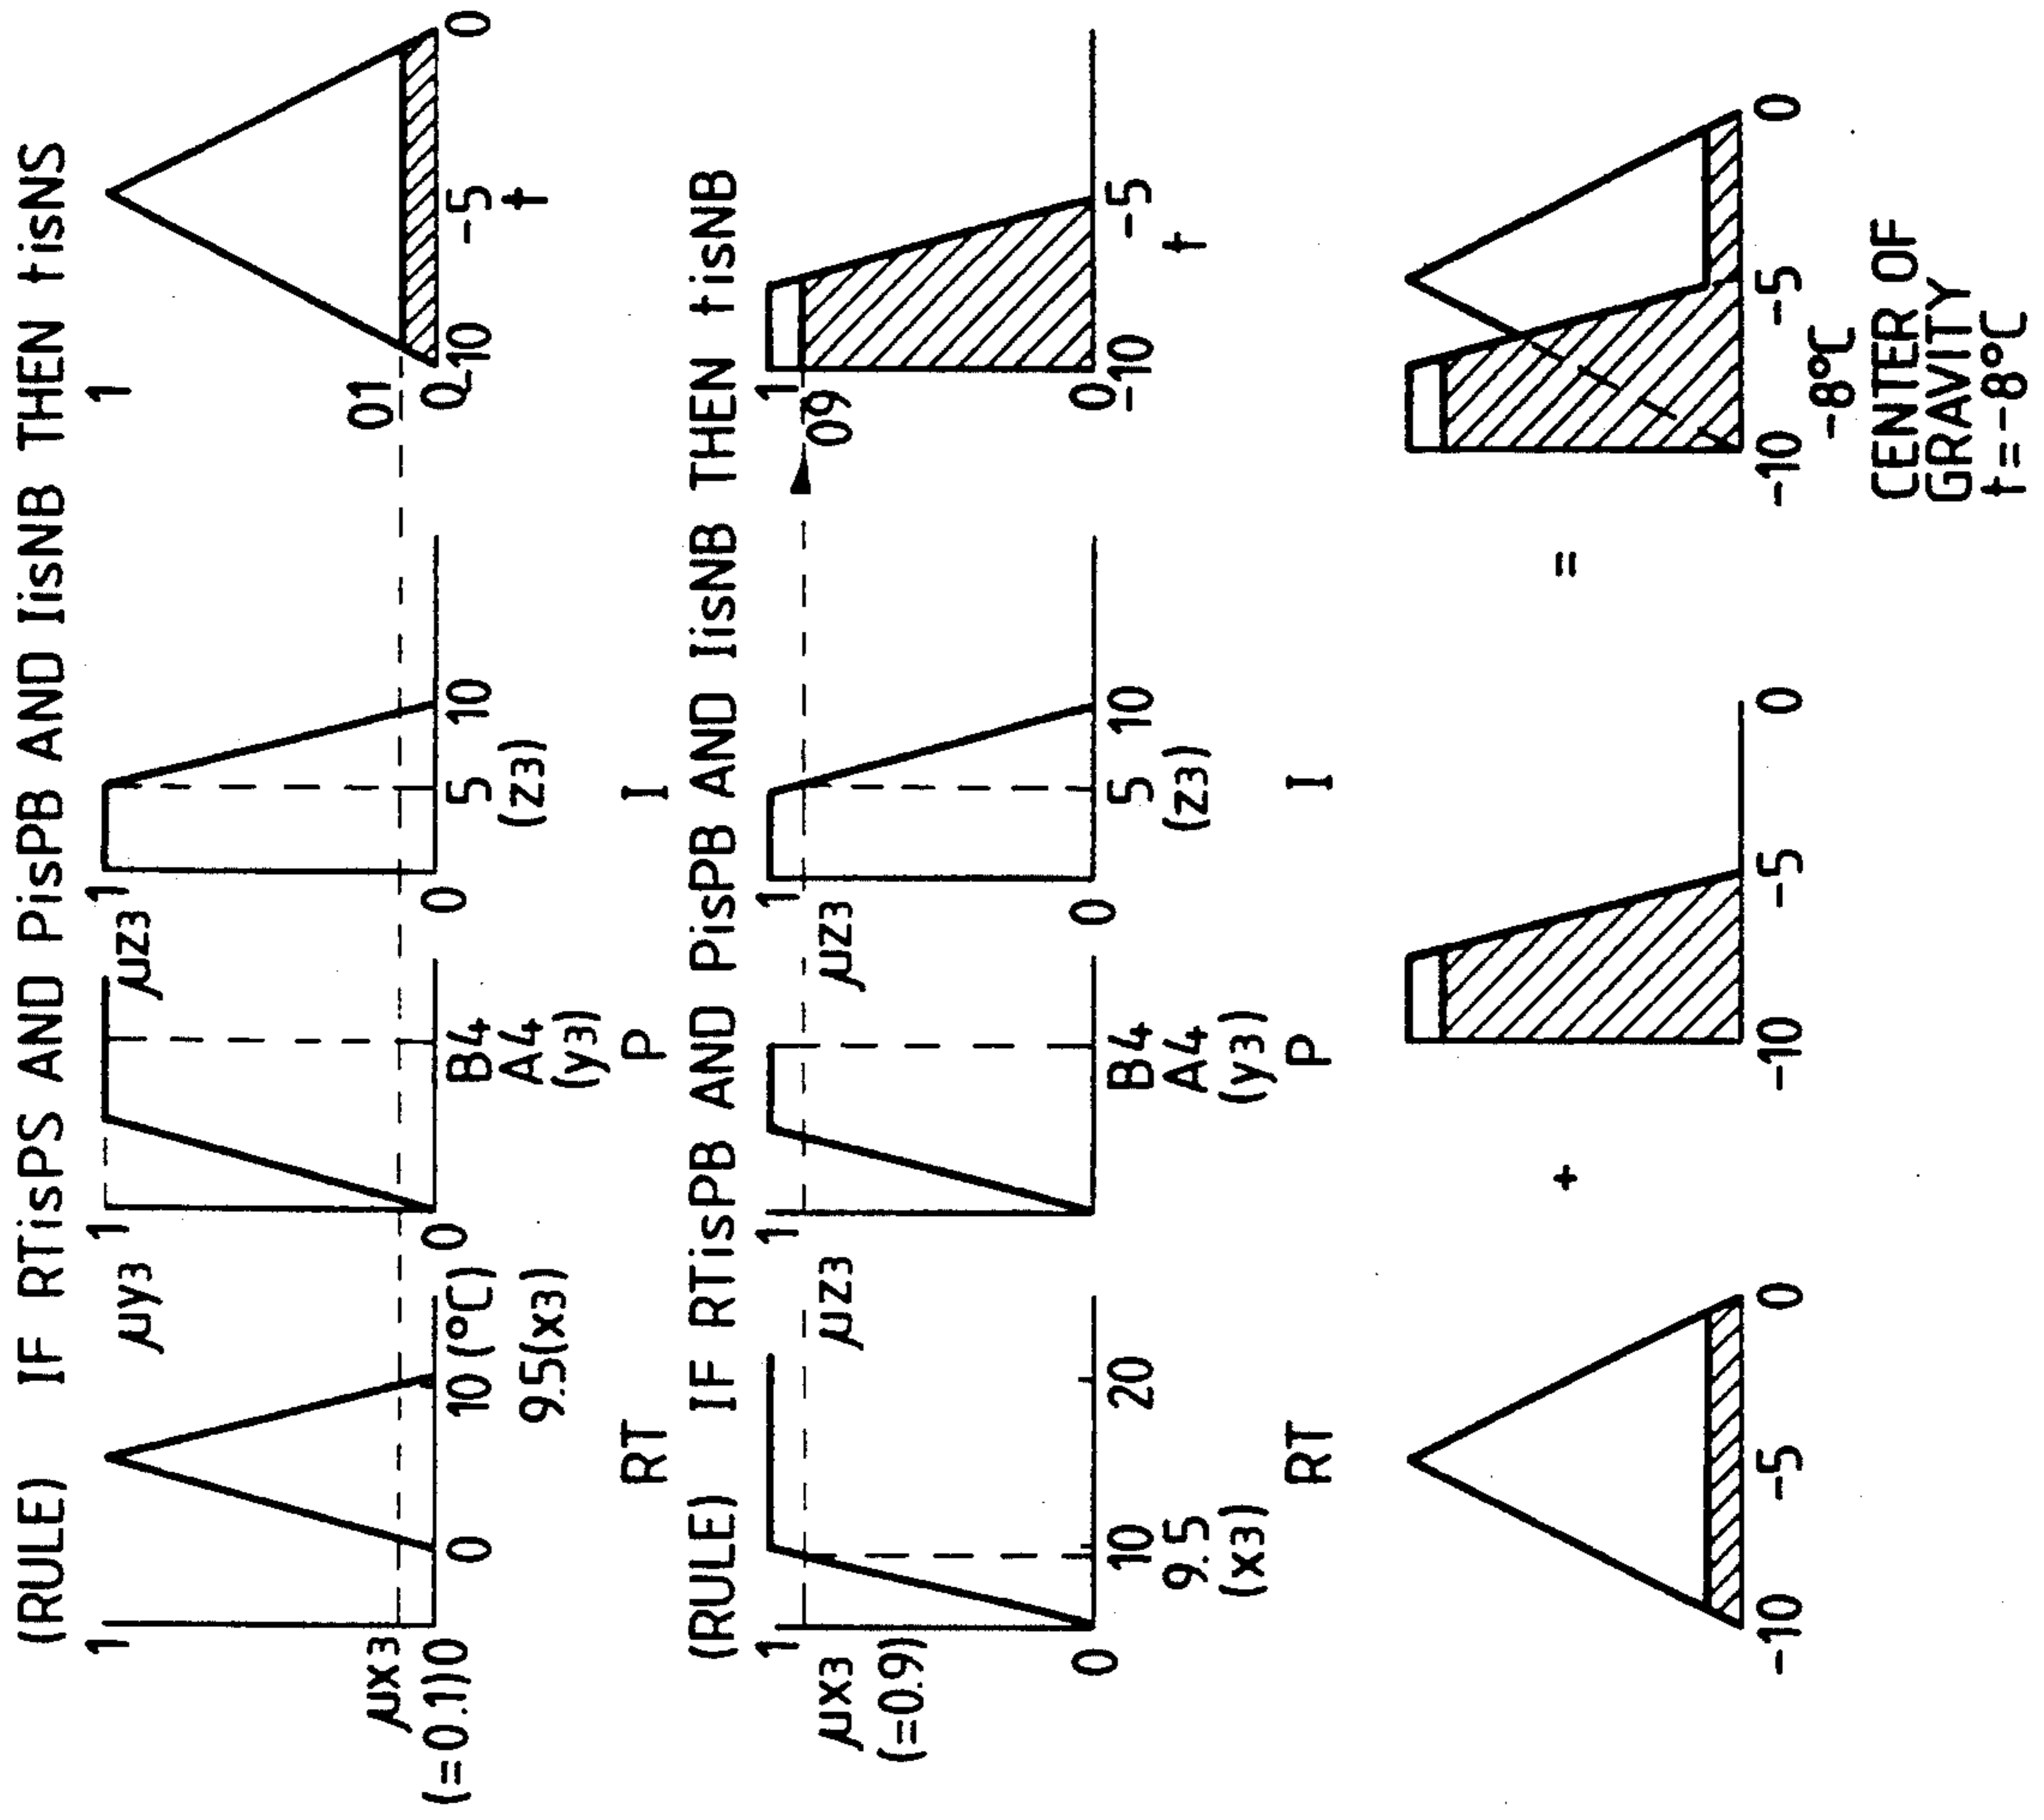 (RULE) IF RTisPS AND PisPB AND IisNB THEN tisNS
1
μx3
(=0.1)0
0
10(°C)
9.5(x3)
RT
μy3
1
0
B4
A4
(y3)
P
μz3
1
0
5
10
(z3)
I
1
01
0
-10
-5
0
t
(RULE) IF RTisPB AND PisPB AND IisNB THEN tisNB
1
μx3
(=0.9)
0
10
20
9.5
(x3)
RT
μz3
1
B4
A4
(y3)
P
μz3
1
0
5
10
(z3)
I
1
09
0
-10
-5
t
-10
-5
0
+
-10
-5
0
=
-10
-5
0
-8°C
CENTER OF
GRAVITY
t=-8°C